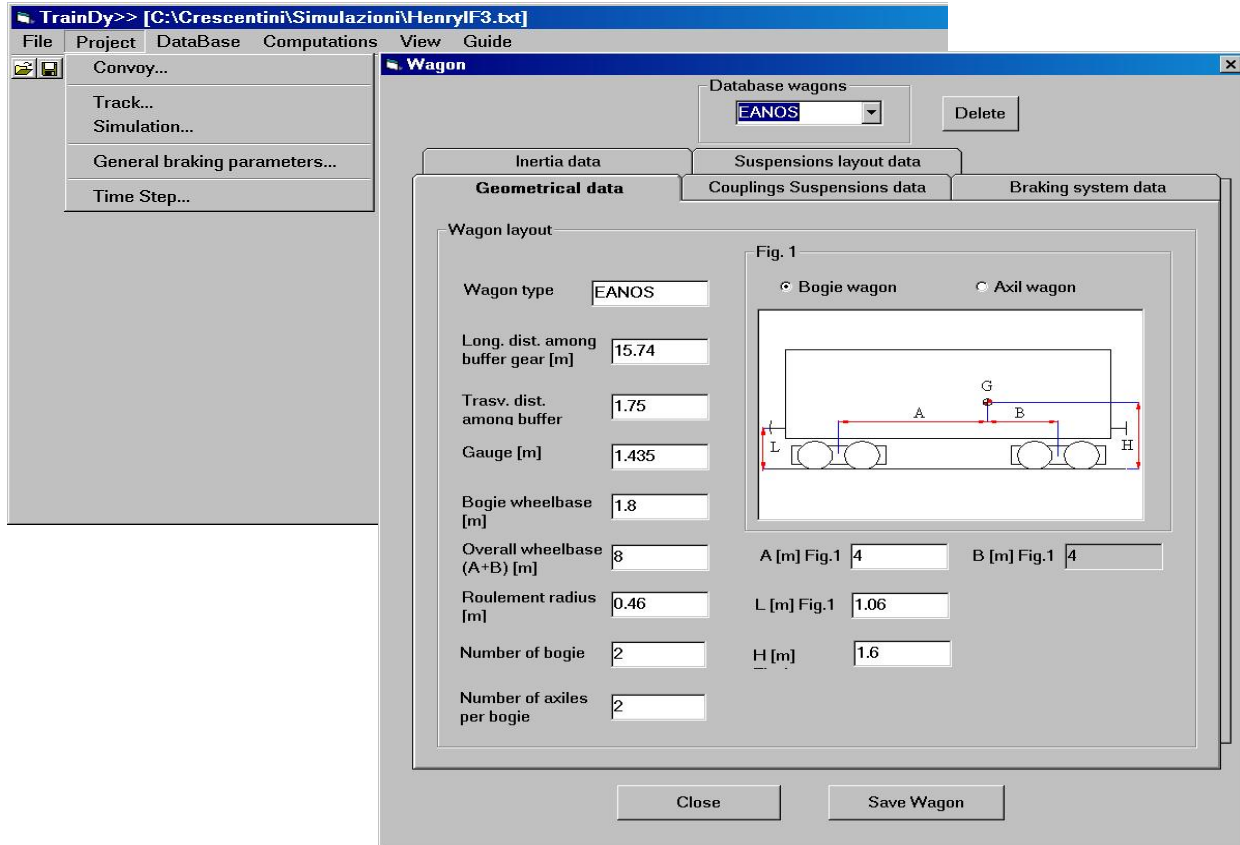 TrainDy>> [C:\Crescentini\Simulazioni\HenryIF3.txt]
File Project DataBase Computations View Guide
Convoy...
Track...
Simulation...
General braking parameters...
Time Step...
Wagon
Database wagons
EANOS
Delete
Inertia data
Suspensions layout data
Geometrical data
Couplings Suspensions data
Braking system data
Wagon layout
Wagon type
EANOS
Long. dist. among
buffer gear [m]
15.74
Trasv. dist.
among buffer
1.75
Gauge [m]
1.435
Bogie wheelbase
[m]
1.8
Overall wheelbase
(A+B) [m]
8
Roulement radius
[m]
0.46
Number of bogie
2
Number of axiles
per bogie
2
Fig. 1
Bogie wagon
Axil wagon
G
A
B
L
H
A [m] Fig.1
4
B [m] Fig.1
4
L [m] Fig.1
1.06
H [m]
1.6
Close
Save Wagon